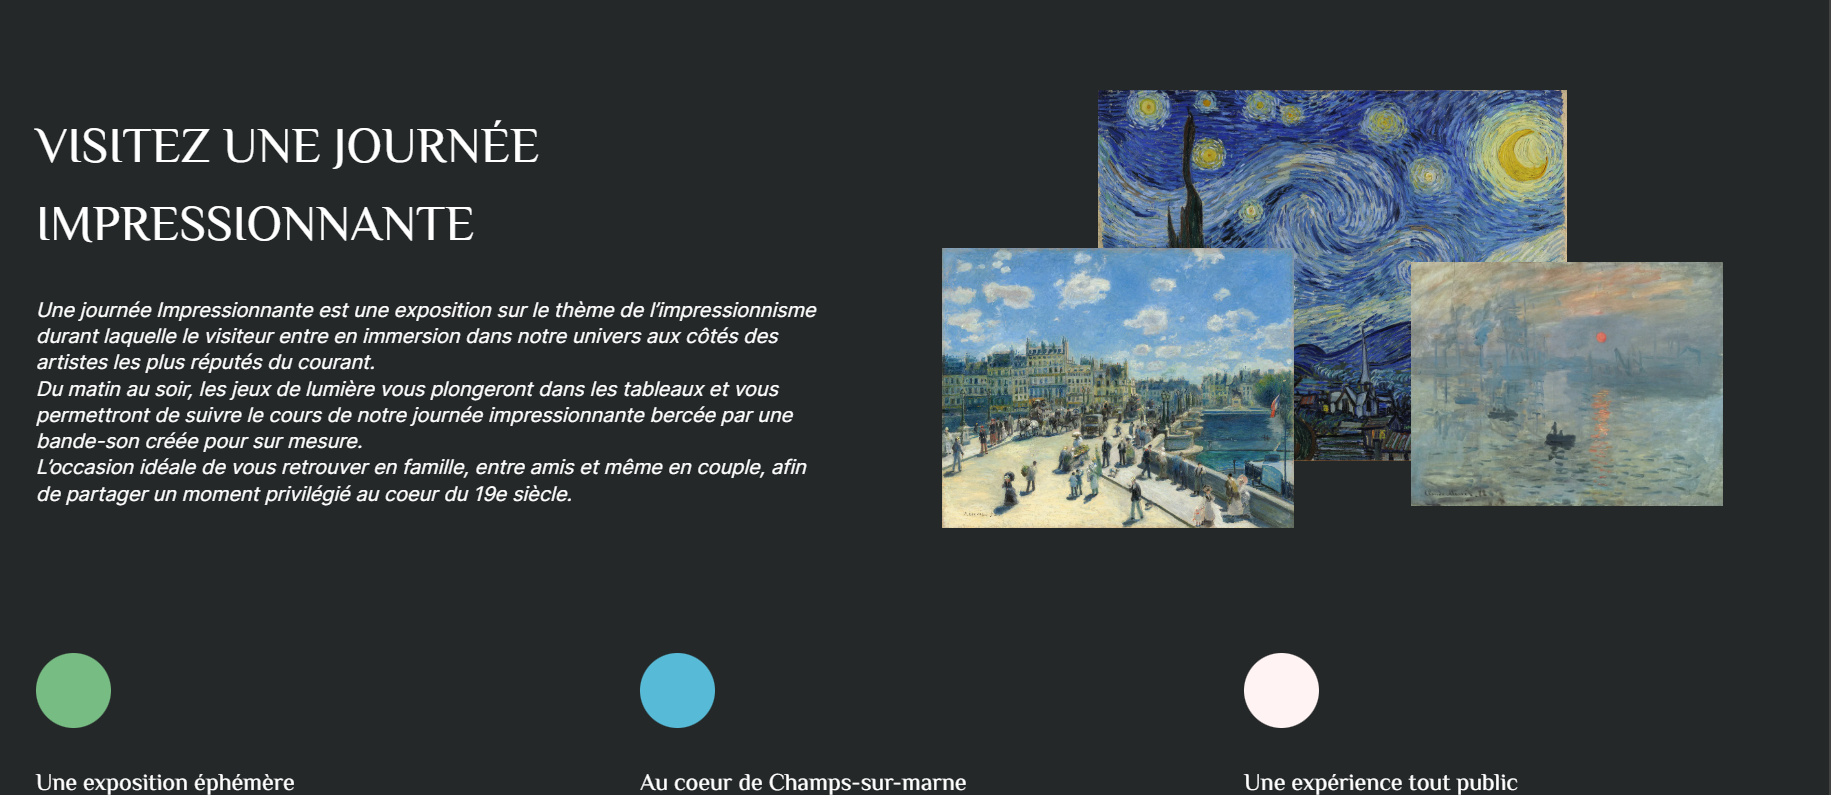 VISITEZ UNE JOURNÉE
IMPRESSIONNANTE
Une journée Impressionnante est une exposition sur le thème de l'impressionnisme
durant laquelle le visiteur entre en immersion dans notre univers aux côtés des
artistes les plus réputés du courant.
Du matin au soir, les jeux de lumière vous plongeront dans les tableaux et vous
permettront de suivre le cours de notre journée impressionnante bercée par une
bande-son créée pour sur mesure.
L'occasion idéale de vous retrouver en famille, entre amis et même en couple, afin
de partager un moment privilégié au coeur du 19e siècle.
Une exposition éphémère
Au coeur de Champs-sur-marne
Une expérience tout public